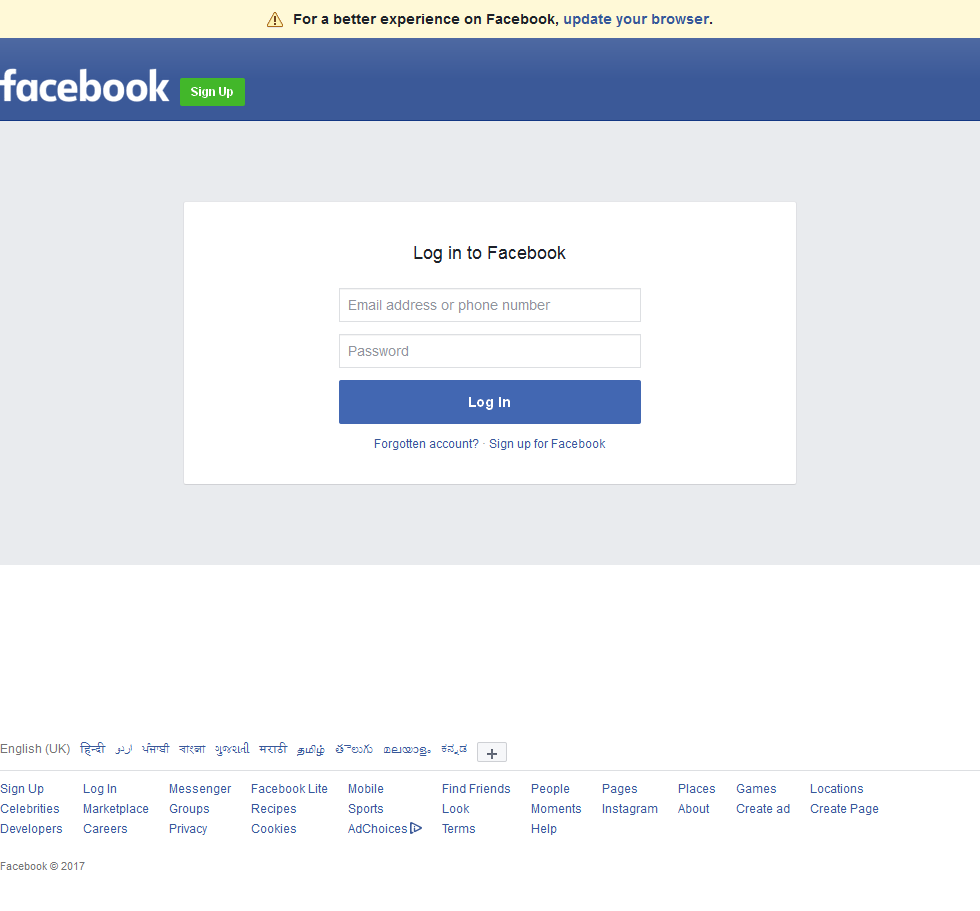 For a better experience on Facebook, update your browser.
facebook Sign Up
Log in to Facebook
Email address or phone number
Password
Log In
Forgotten account? · Sign up for Facebook
English (UK) हिन्दी اردو ਪੰਜਾਬੀ বাংলা ગુજરાતી मराठी தமிழ் తెలుగు മലയാളം ಕನ್ನಡ +
Sign Up Log In Messenger Facebook Lite Mobile Find Friends People Pages Places Games Locations
Celebrities Marketplace Groups Recipes Sports Look Moments Instagram About Create ad Create Page
Developers Careers Privacy Cookies AdChoices Terms Help
Facebook © 2017